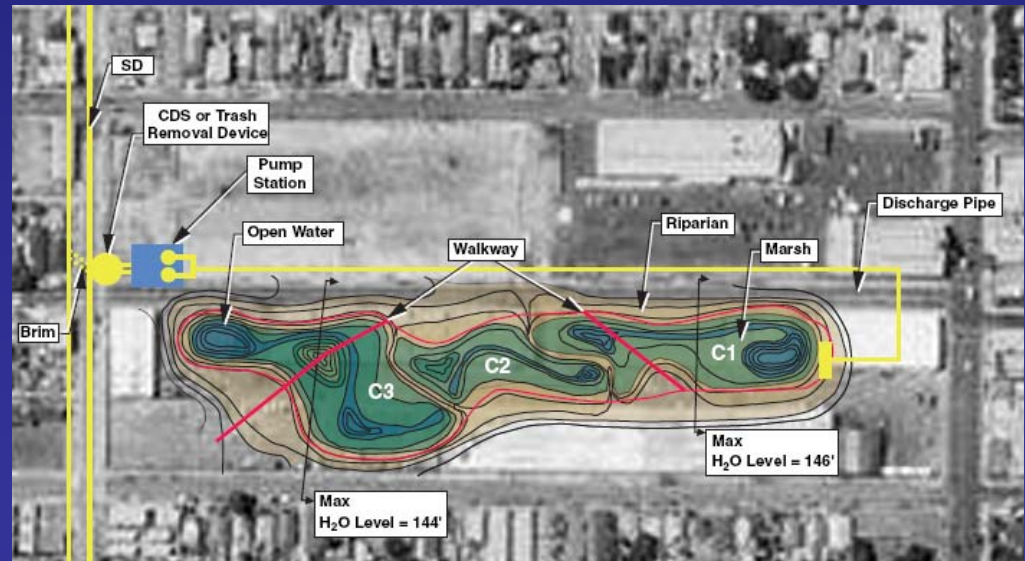 SD
CDS or Trash
Removal Device
Pump
Station
Open Water
Walkway
Riparian
Discharge Pipe
Marsh
Brim
C1
C2
C3
Max
H₂O Level = 146'
Max
H₂O Level = 144'